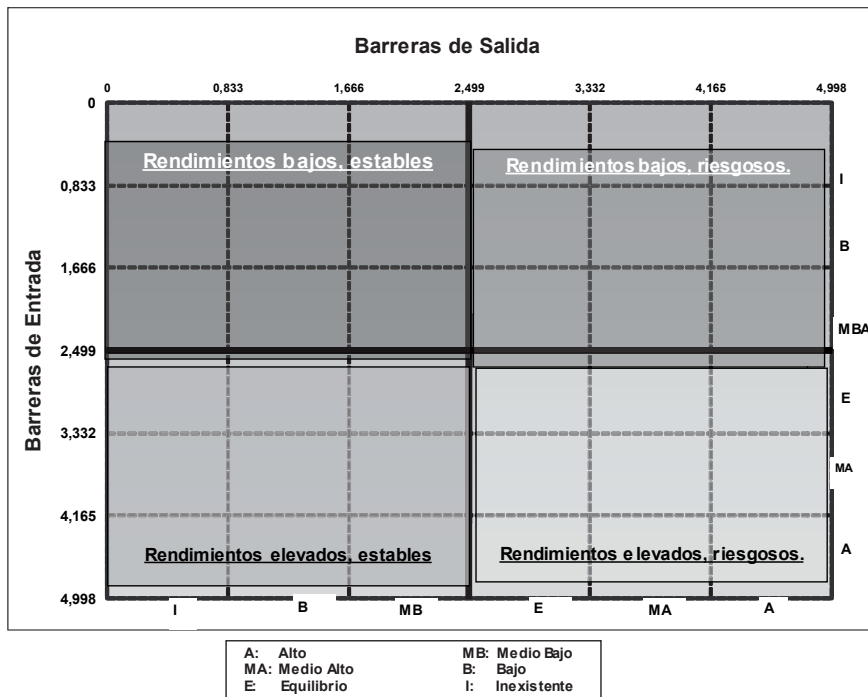 Barreras de Salida
0 0,833 1,666 2,499 3,332 4,165 4,998
Barreras de Entrada
0
Rendimientos bajos, estables
Rendimientos bajos, riesgosos.
0,833
I
B
1,666
MBA
2,499
E
3,332
MA
4,165
Rendimientos elevados, estables
Rendimientos elevados, riesgosos.
A
4,998
I B MB E MA A
A: Alto MB: Medio Bajo
MA: Medio Alto B: Bajo
E: Equilibrio I: Inexistente